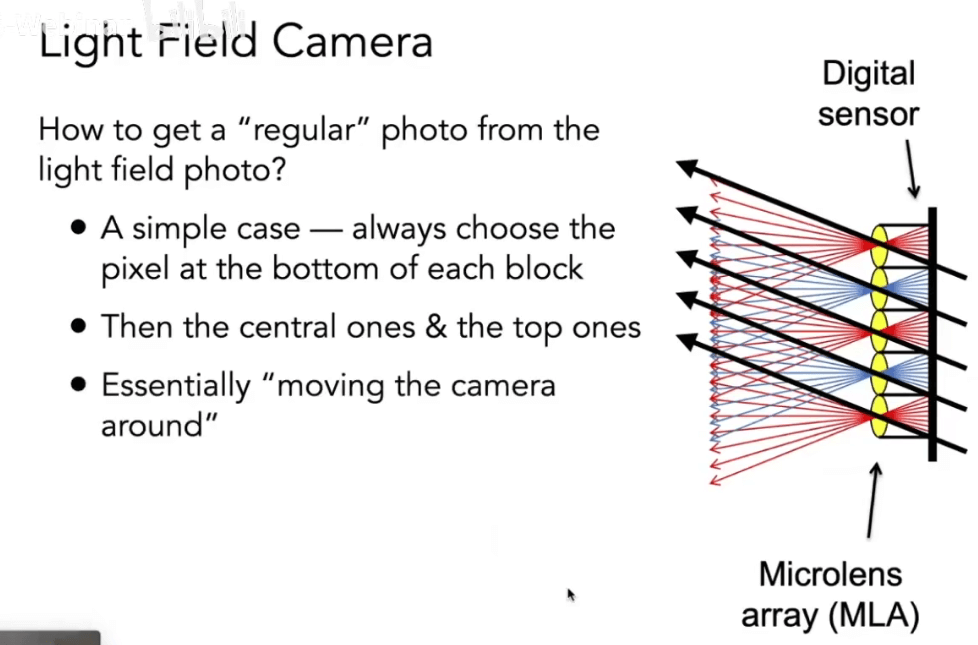 Light Field Camera
How to get a “regular” photo from the
light field photo?
• A simple case — always choose the
pixel at the bottom of each block
• Then the central ones & the top ones
• Essentially “moving the camera
around”
Digital
sensor
Microlens
array (MLA)